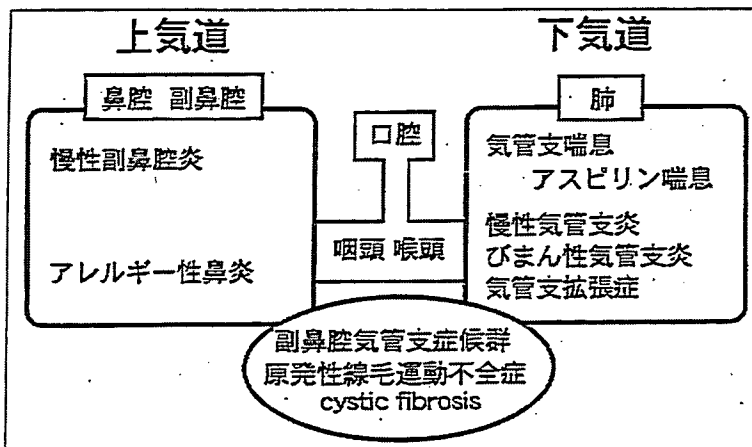 上気道
下気道
鼻腔 副鼻腔
肺
口腔
慢性副鼻腔炎
アレルギー性鼻炎
咽頭 喉頭
気管支喘息
アスピリン喘息
慢性気管支炎
びまん性気管支炎
気管支拡張症
副鼻腔気管支症候群
原発性線毛運動不全症
cystic fibrosis